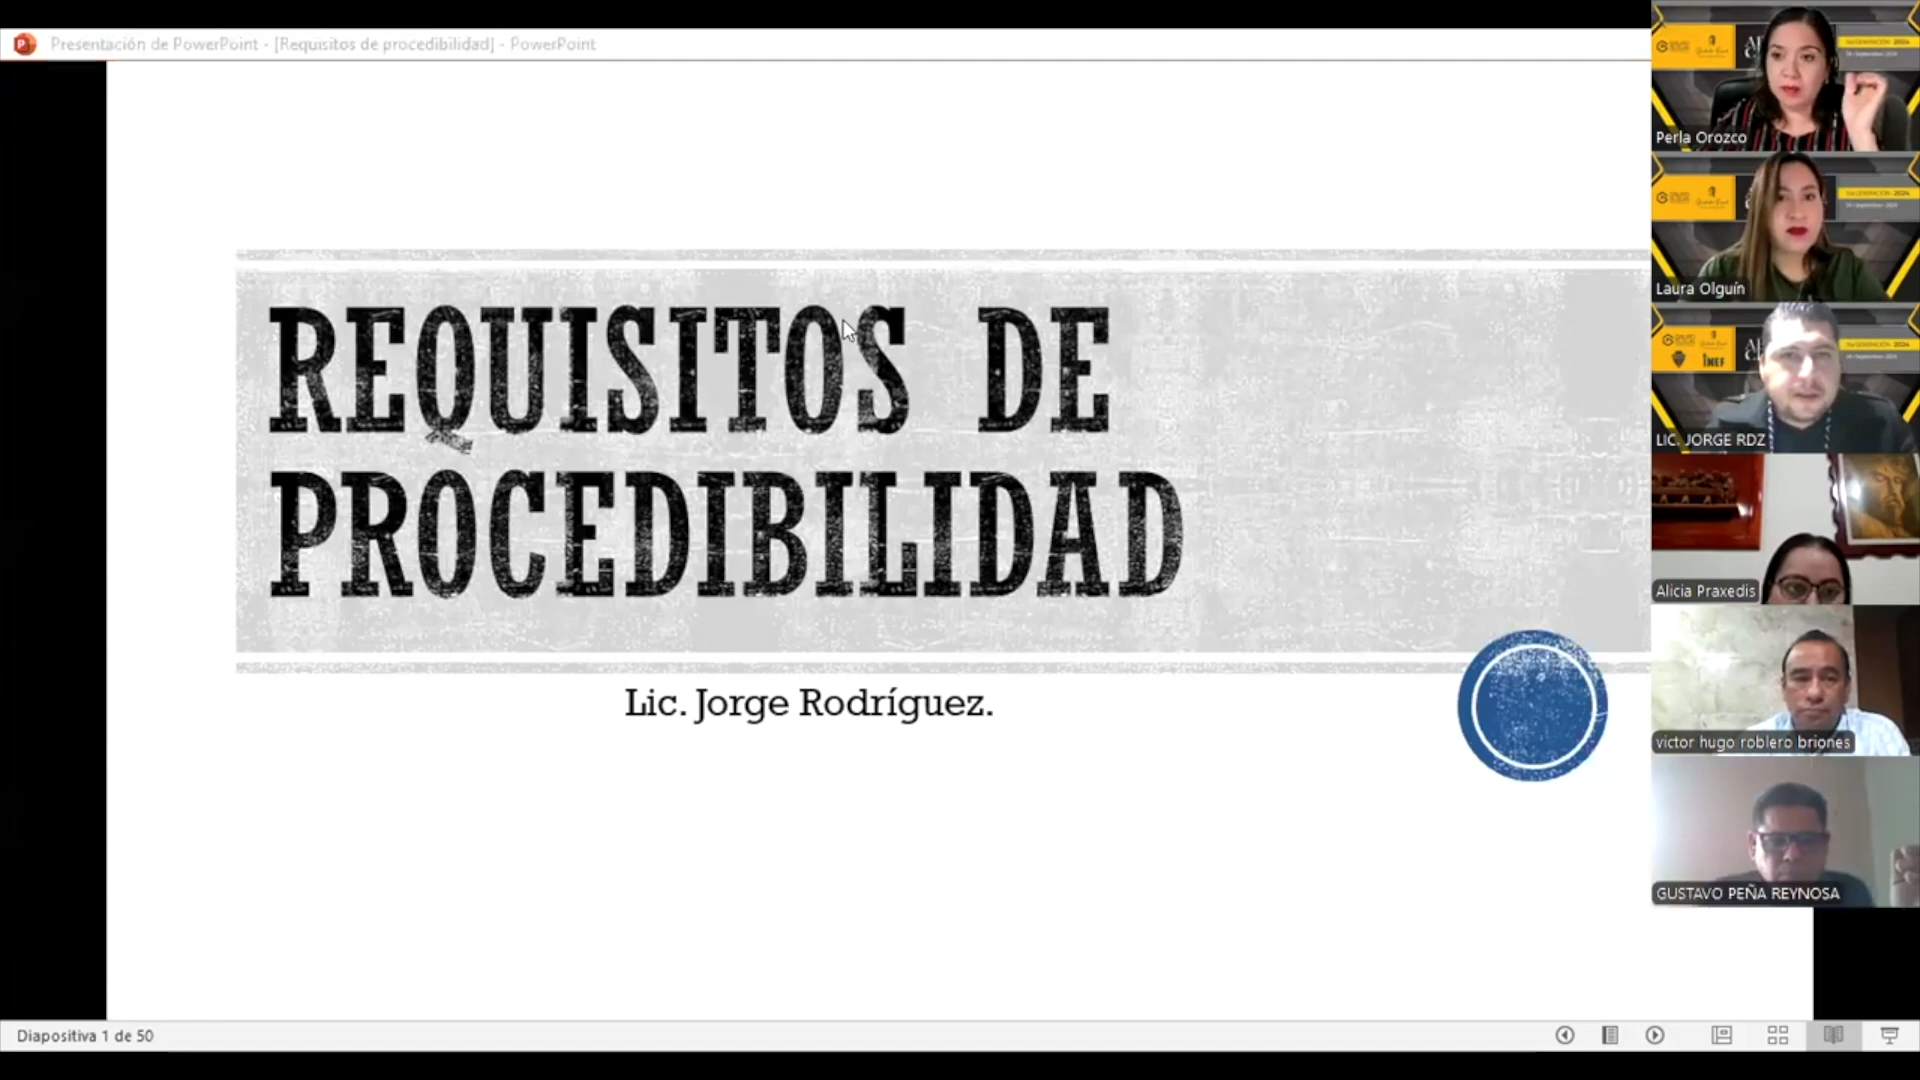 Presentación de PowerPoint - [Requisitos de procedibilidad] - PowerPoint
REQUISITOS DE
PROCEDIBILIDAD
Lic. Jorge Rodríguez.
Perla Orozco
Laura Olguín
INEF
LIC. JORGE RDZ
Alicia Praxedis
victor hugo roblero briones
GUSTAVO PEÑA REYNOSA
Diapositiva 1 de 50